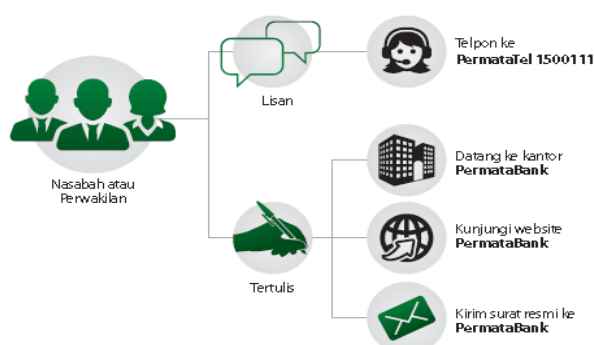 Nasabah atau
Perwakilan
Lisan
Telpon ke
PermataTel 1500111
Tertulis
Datang ke kantor
PermataBank
Kunjungi website
PermataBank
Kirim surat resmi ke
PermataBank